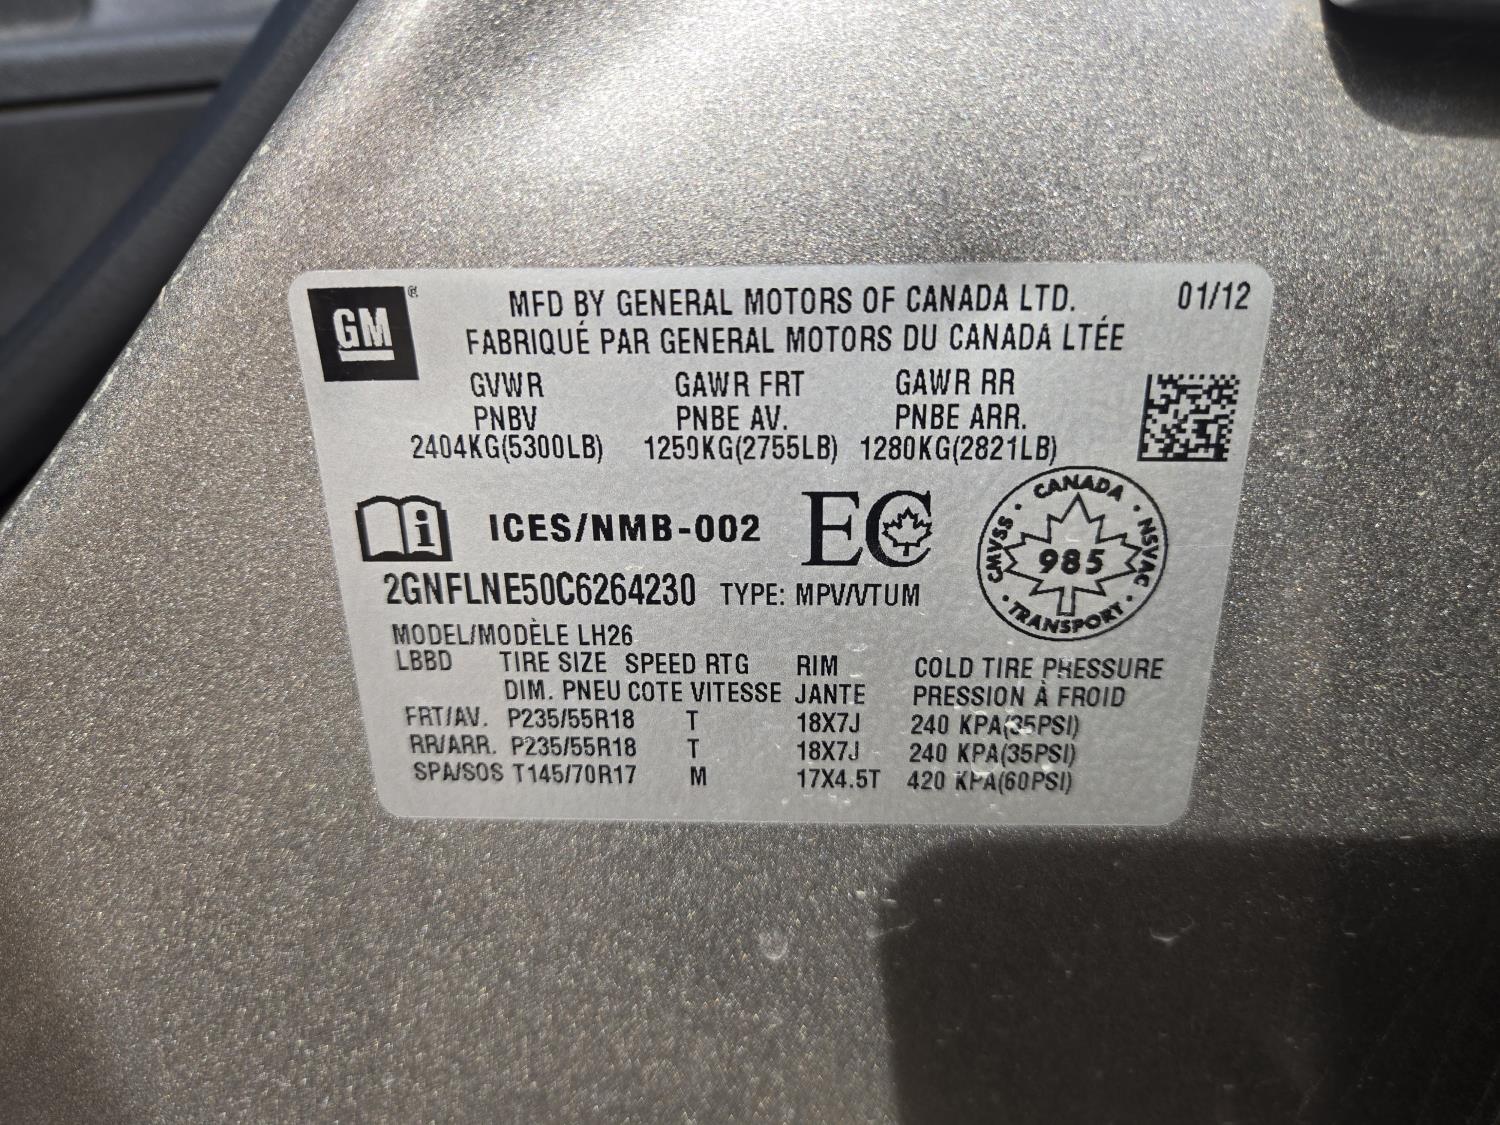 GM ®
MFD BY GENERAL MOTORS OF CANADA LTD. 01/12
FABRIQUÉ PAR GENERAL MOTORS DU CANADA LTÉE
GVWR GAWR FRT GAWR RR
PNBV PNBE AV. PNBE ARR.
2404KG(5300LB) 1250KG(2755LB) 1280KG(2821LB)
ICES/NMB-002 EC
CANADA · NSVAC · TRANSPORT · CMVSS ·
985
2GNFLNE50C6264230 TYPE: MPV/VTUM
MODEL/MODÈLE LH26
LBBD TIRE SIZE SPEED RTG RIM COLD TIRE PRESSURE
DIM. PNEU COTE VITESSE JANTE PRESSION À FROID
FRT/AV. P235/55R18 T 18X7J 240 KPA(35PSI)
RR/ARR. P235/55R18 T 18X7J 240 KPA(35PSI)
SPA/SOS T145/70R17 M 17X4.5T 420 KPA(60PSI)